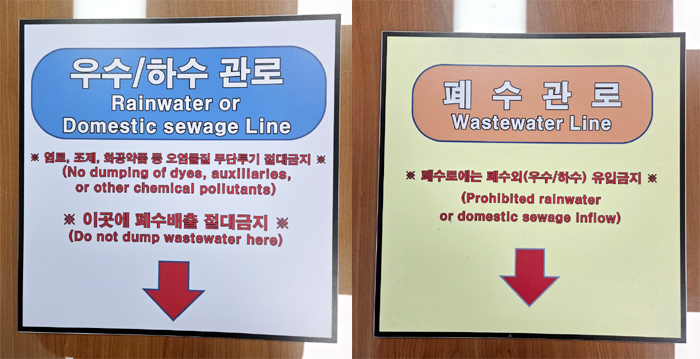 우수/하수 관로
Rainwater or
Domestic sewage Line
※ 염료, 조제, 화공약품 등 오염물질 무단투기 절대금지 ※
(No dumping of dyes, auxiliaries,
or other chemical pollutants)
※ 이곳에 폐수배출 절대금지 ※
(Do not dump wastewater here)
폐 수 관 로
Wastewater Line
※ 폐수로에는 폐수외(우수/하수) 유입금지 ※
(Prohibited rainwater
or domestic sewage inflow)